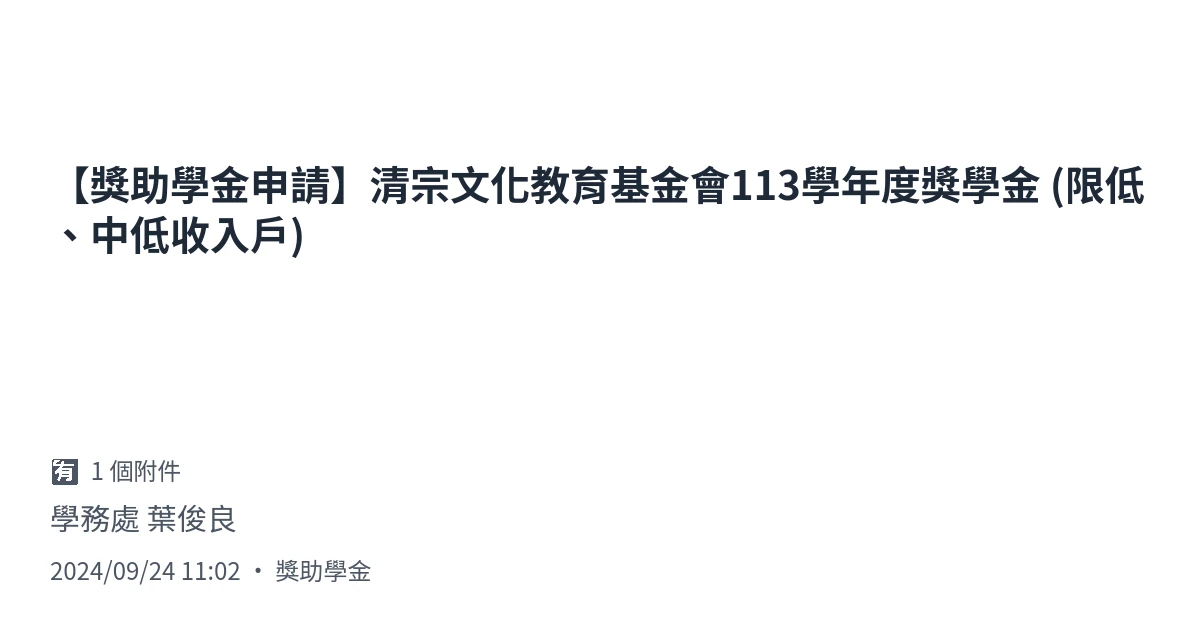 【獎助學金申請】清宗文化教育基金會113學年度獎學金 (限低
、中低收入戶)
🈶 1 個附件
學務處 葉俊良
2024/09/24 11:02 • 獎助學金